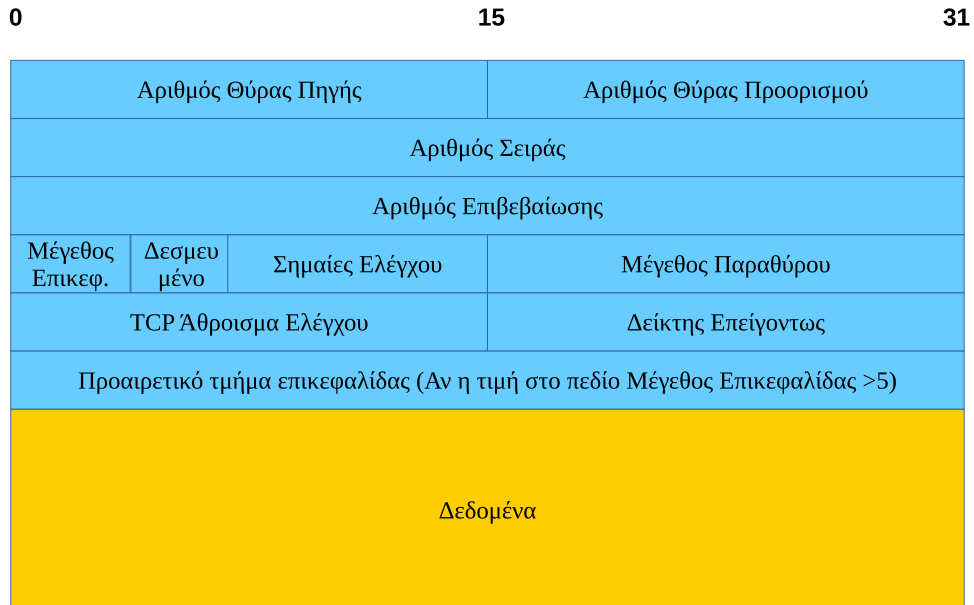 0 15 31
Αριθμός Θύρας Πηγής Αριθμός Θύρας Προορισμού
Αριθμός Σειράς
Αριθμός Επιβεβαίωσης
Μέγεθος
Επικεφ.
Δεσμευ
μένο
Σημαίες Ελέγχου
Μέγεθος Παραθύρου
TCP Άθροισμα Ελέγχου Δείκτης Επείγοντως
Προαιρετικό τμήμα επικεφαλίδας (Αν η τιμή στο πεδίο Μέγεθος Επικεφαλίδας >5)
Δεδομένα